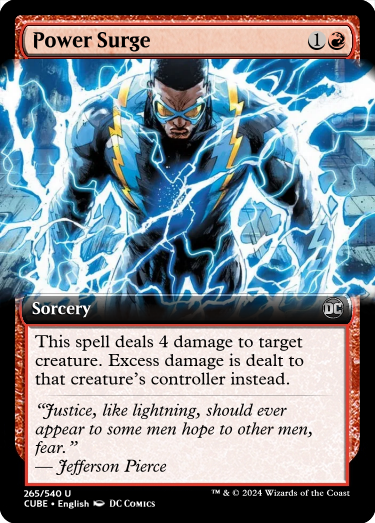 Power Surge 1
Sorcery DC
This spell deals 4 damage to target
creature. Excess damage is dealt to
that creature's controller instead.
“Justice, like lightning, should ever
appear to some men hope to other men,
fear.”
— Jefferson Pierce
265/540 U ™ & © 2024 Wizards of the Coast
CUBE • English DC COMICS